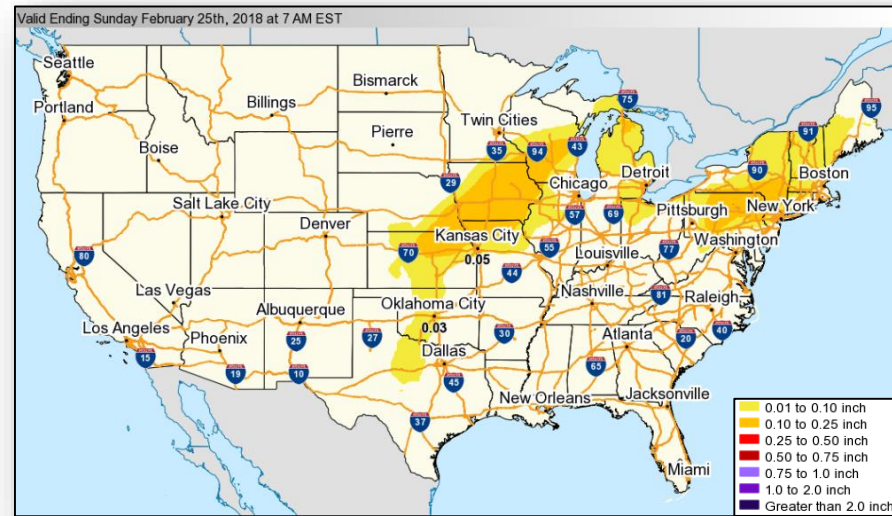 Valid Ending Sunday February 25th, 2018 at 7 AM EST
Seattle
75
95
Bismarck
Portland
Billings
Twin Cities
91
Pierre
35
94
43
Boise
90
29
Detroit
Boston
Chicago
Salt Lake City
57
69
Pittsburgh
New York
Denver
Kansas City
80
70
0.05
55
77
Washington
44
Louisville
Las Vegas
81
Oklahoma City
Nashville
Raleigh
Albuquerque
0.03
Los Angeles
Phoenix
25
27
30
Atlanta
20
40
15
Dallas
19
10
45
65
New Orleans
Jacksonville
37
Miami
0.01 to 0.10 inch
0.10 to 0.25 inch
0.25 to 0.50 inch
0.50 to 0.75 inch
0.75 to 1.0 inch
1.0 to 2.0 inch
Greater than 2.0 inch